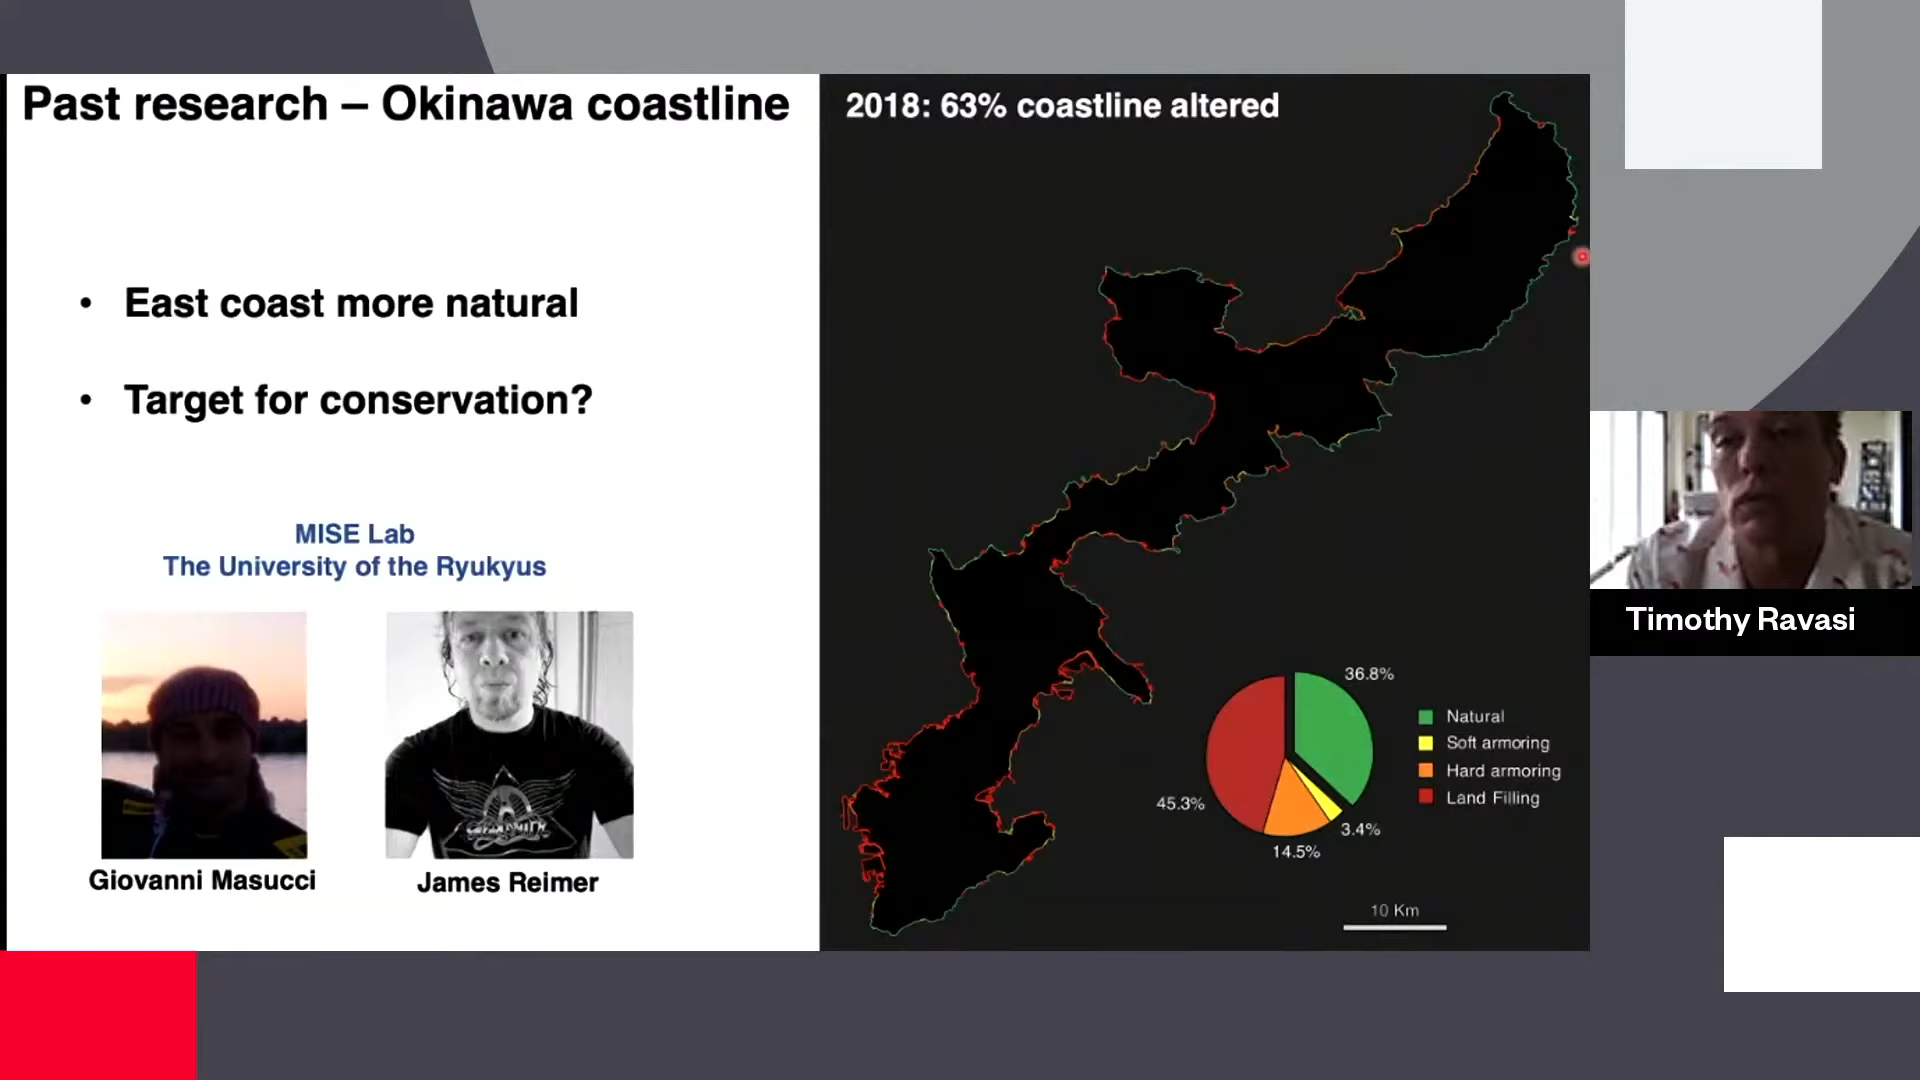 Past research – Okinawa coastline
• East coast more natural
• Target for conservation?
MISE Lab
The University of the Ryukyus
Giovanni Masucci
James Reimer
2018: 63% coastline altered
36.8%
45.3%
3.4%
14.5%
Natural
Soft armoring
Hard armoring
Land Filling
10 Km
Timothy Ravasi